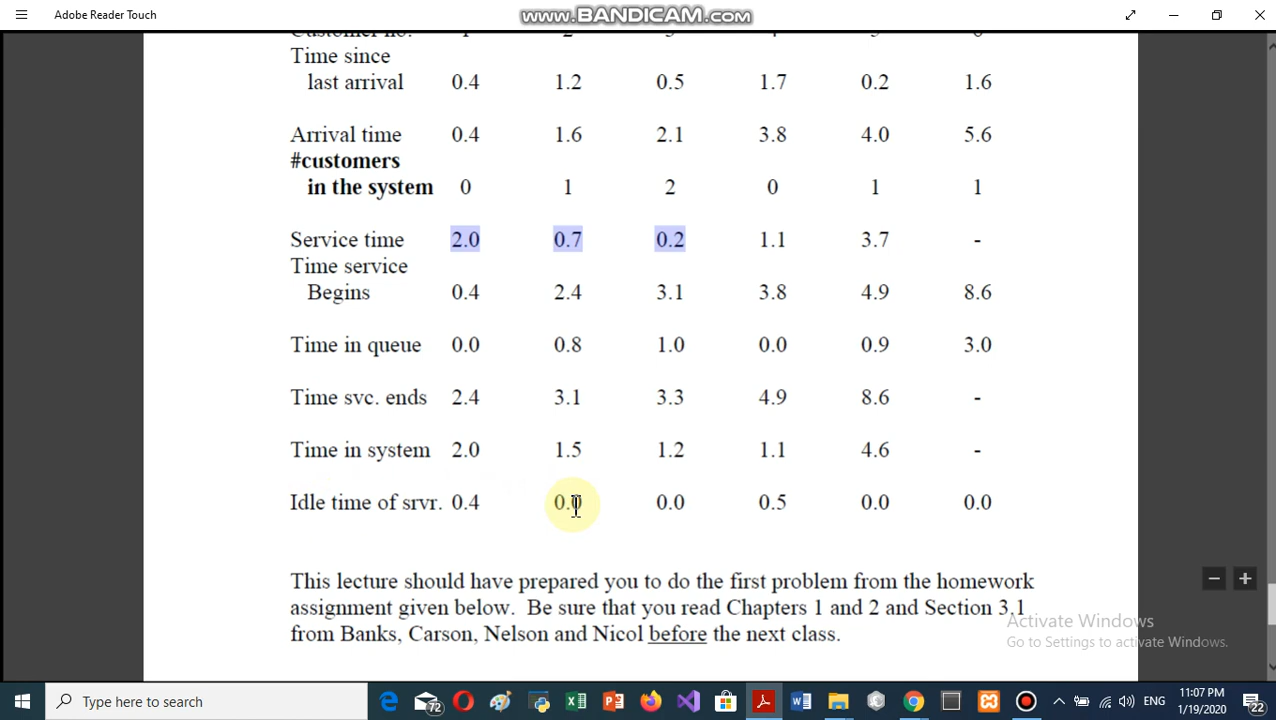 Adobe Reader Touch
www.BANDICAM.com
Time since
last arrival 0.4 1.2 0.5 1.7 0.2 1.6
Arrival time 0.4 1.6 2.1 3.8 4.0 5.6
#customers
in the system 0 1 2 0 1 1
Service time 2.0 0.7 0.2 1.1 3.7 -
Time service
Begins 0.4 2.4 3.1 3.8 4.9 8.6
Time in queue 0.0 0.8 1.0 0.0 0.9 3.0
Time svc. ends 2.4 3.1 3.3 4.9 8.6 -
Time in system 2.0 1.5 1.2 1.1 4.6 -
Idle time of srvr. 0.4 0.0 0.0 0.5 0.0 0.0
This lecture should have prepared you to do the first problem from the homework
assignment given below. Be sure that you read Chapters 1 and 2 and Section 3.1
from Banks, Carson, Nelson and Nicol before the next class.
Activate Windows
Go to Settings to activate Windows.
Type here to search
72
ENG
11:07 PM
1/19/2020
22